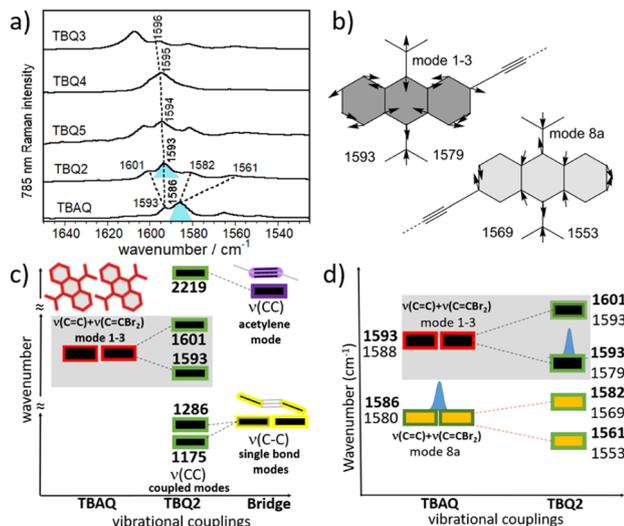 a)
785 nm Raman intensity
TBQ3
TBQ4
TBQ5
TBQ2
TBAQ
1596
1595
1594
1593
1601
1582
1561
1593
1586
1640 1620 1600 1580 1560 1540
wavenumber / cm⁻¹
b)
mode 1-3
1593
1579
mode 8a
1569
1553
c)
wavenumber
2219
ν(CC)
acetylene
mode
ν(C=C)+ν(C=CBr₂)
mode 1-3
1601
1593
1286
1175
ν(CC)
coupled modes
ν(C-C)
single bond
modes
TBAQ TBQ2 Bridge
vibrational couplings
d)
Wavenumber (cm⁻¹)
ν(C=C)+ν(C=CBr₂)
mode 1-3
1593
1588
1601
1593
1593
1579
1586
1580
ν(C=C)+ν(C=CBr₂)
mode 8a
1582
1569
1561
1553
TBAQ TBQ2
vibrational couplings